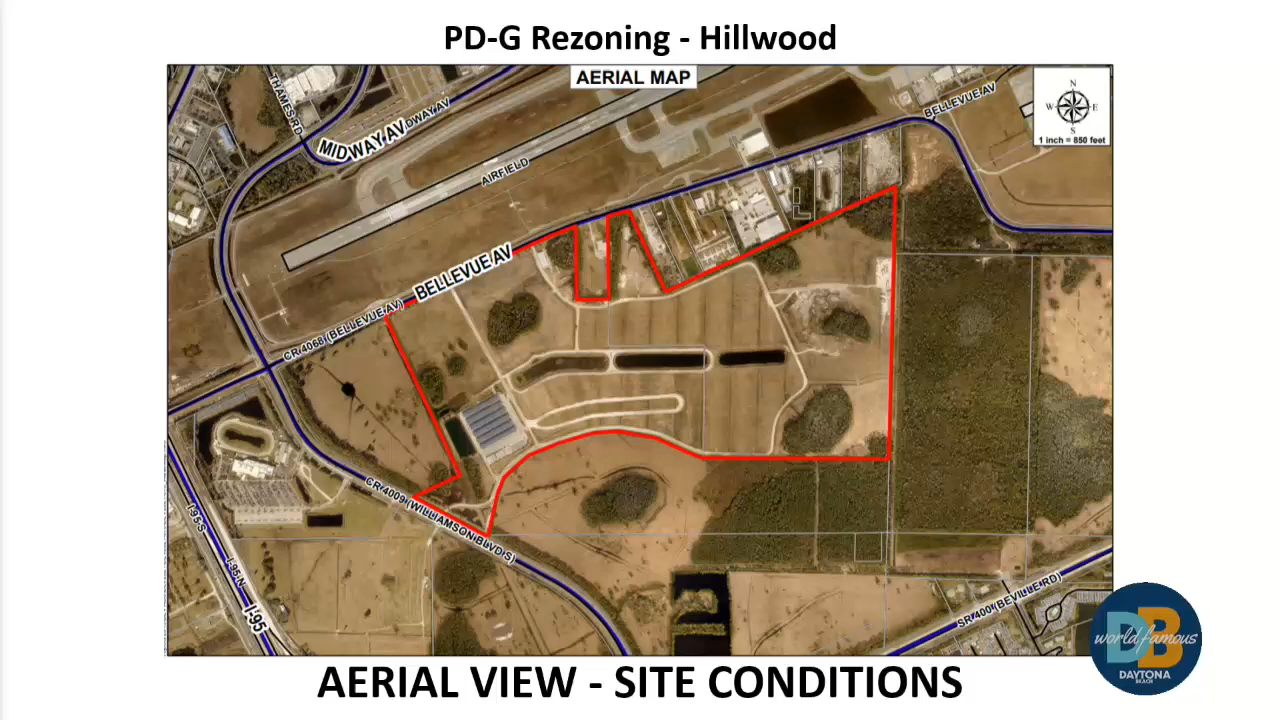 PD-G Rezoning - Hillwood
AERIAL MAP
N
W E
S
1 inch = 850 feet
THAMES RD
MIDWAY AV
DWAY AV
BELLEVUE AV
AIRFIELD
BELLEVUE AV
CR 4068 (BELLEVUE AV)
CR 4009 (WILLIAMSON BLVD S)
I-95 S
I-95 N
I-95
SR 400 (BEVILLE RD)
DB
world famous
DAYTONA
BEACH
AERIAL VIEW - SITE CONDITIONS